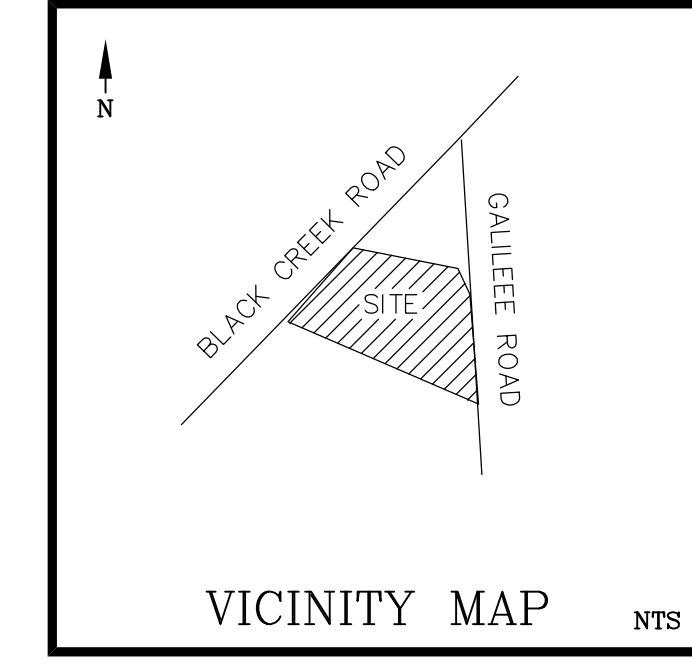 N
BLACK CREEK ROAD
GALILEEE ROAD
SITE
VICINITY MAP
NTS